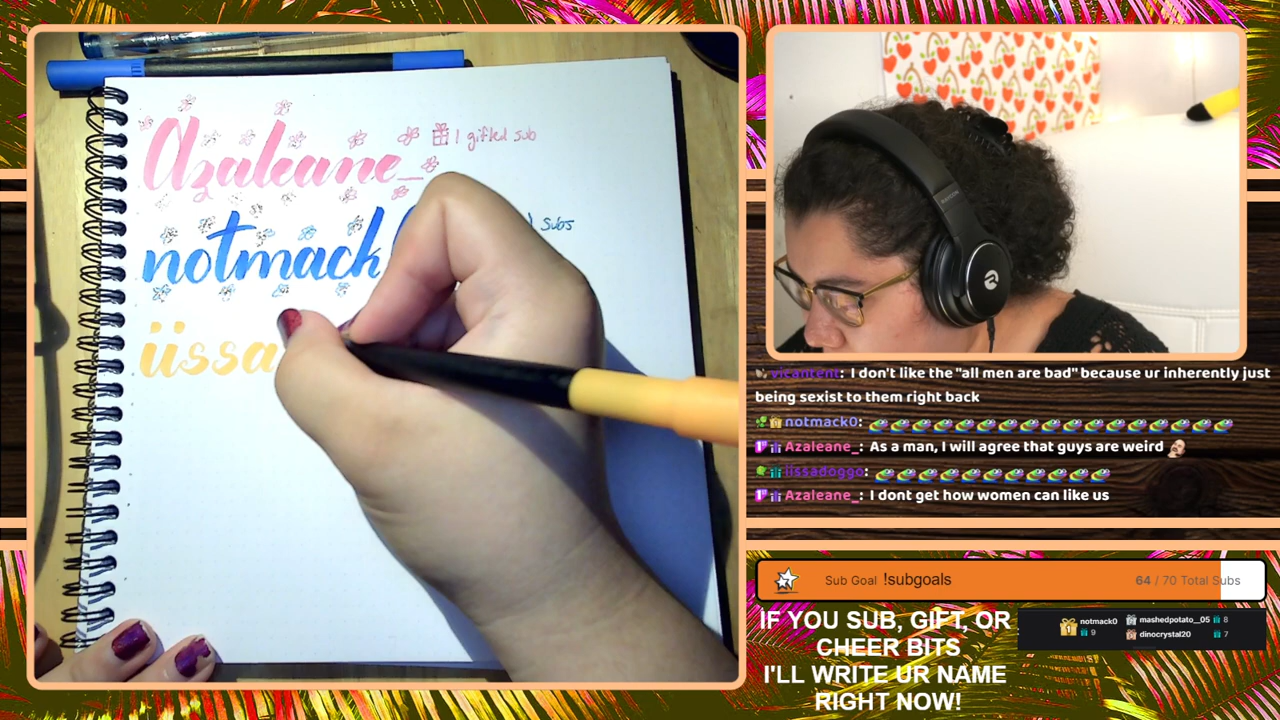 Azaleane_ 1 gifted sub
notmack subs
iissa
vicantent: I don't like the "all men are bad" because ur inherently just
being sexist to them right back
notmack0:
Azaleane_: As a man, I will agree that guys are weird
iissadoggo:
Azaleane_: I dont get how women can like us
Sub Goal !subgoals 64 / 70 Total Subs
IF YOU SUB, GIFT, OR
CHEER BITS
I'LL WRITE UR NAME
RIGHT NOW!
1 notmack0 9
mashedpotato__05 8
dinocrystal20 7